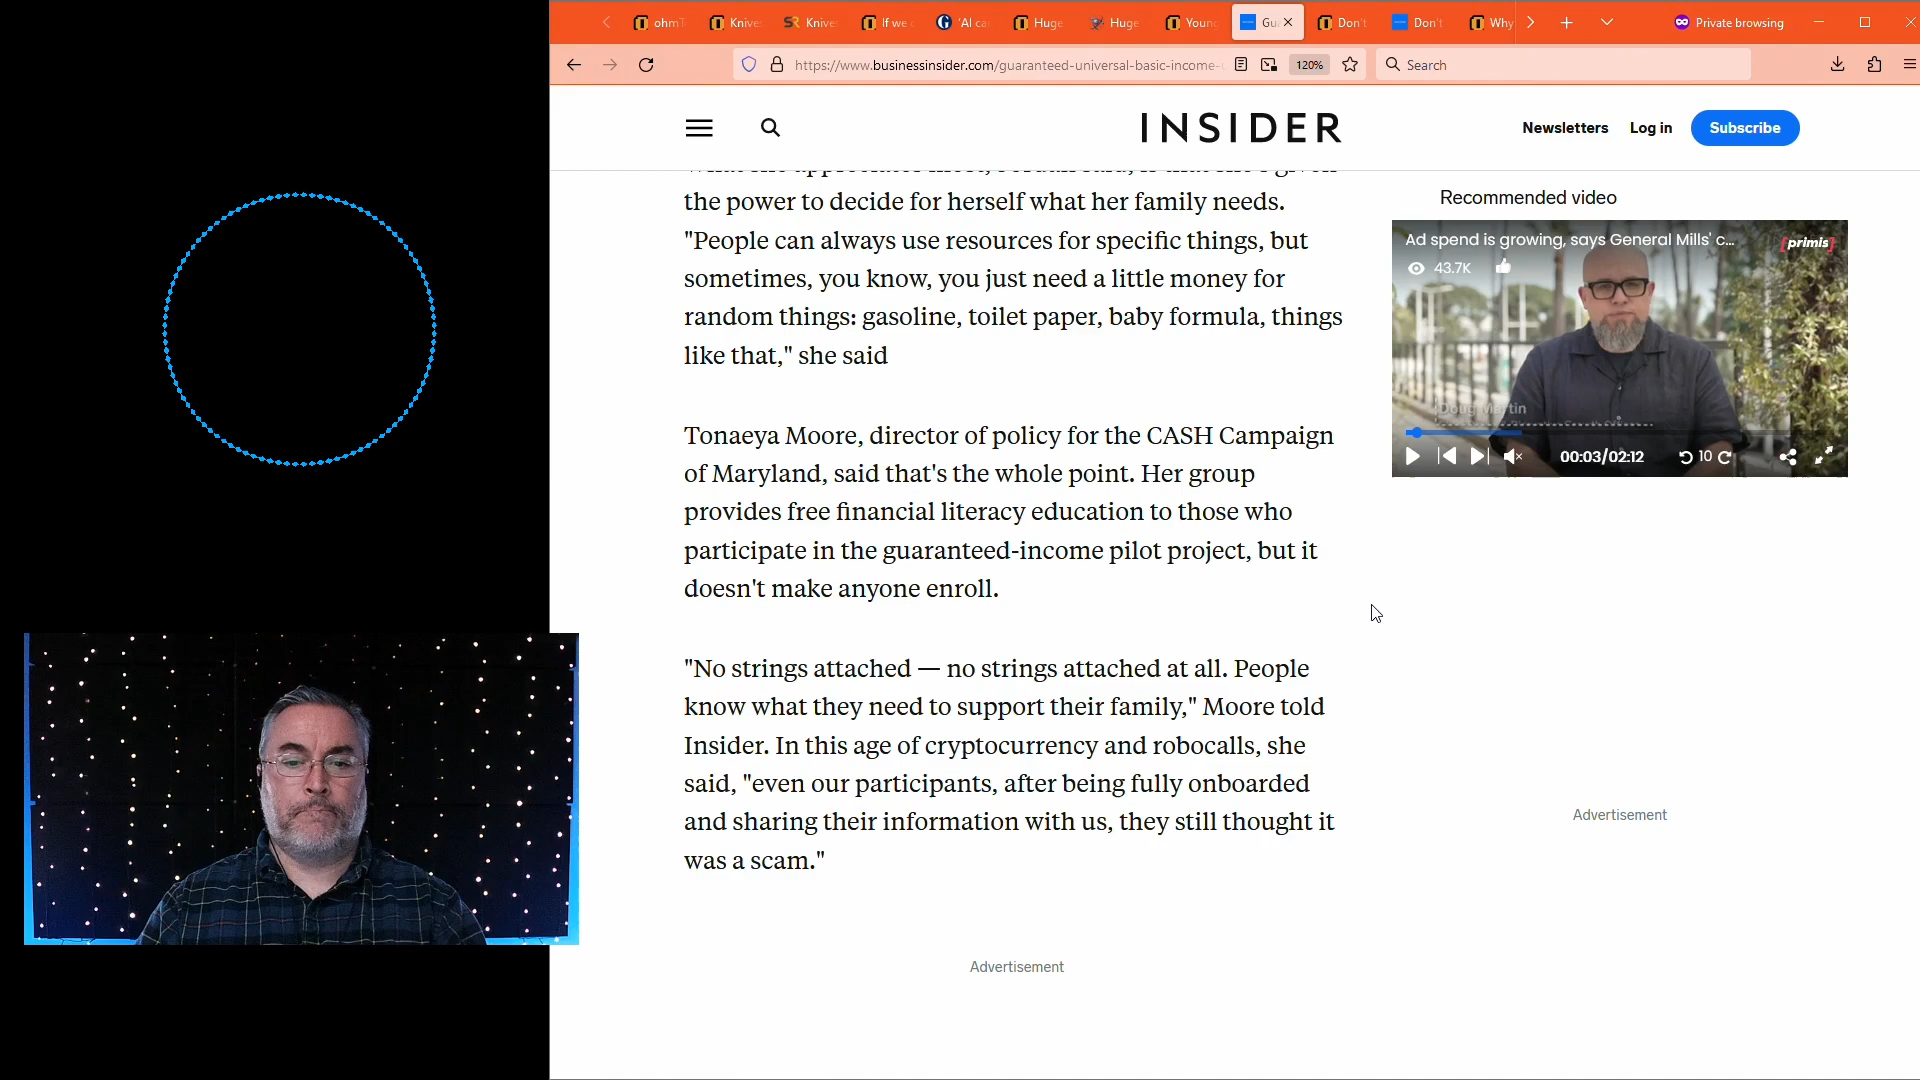 ohmT
Knive
Knive
If we c
'AI ca
Huge
Huge
Young
Gu
Don't
Don't
Why
Private browsing
https://www.businessinsider.com/guaranteed-universal-basic-income-
120%
Search
INSIDER
Newsletters
Log in
Subscribe
the power to decide for herself what her family needs.
"People can always use resources for specific things, but
sometimes, you know, you just need a little money for
random things: gasoline, toilet paper, baby formula, things
like that," she said
Tonaeya Moore, director of policy for the CASH Campaign
of Maryland, said that's the whole point. Her group
provides free financial literacy education to those who
participate in the guaranteed-income pilot project, but it
doesn't make anyone enroll.
"No strings attached — no strings attached at all. People
know what they need to support their family," Moore told
Insider. In this age of cryptocurrency and robocalls, she
said, "even our participants, after being fully onboarded
and sharing their information with us, they still thought it
was a scam."
Advertisement
Recommended video
Ad spend is growing, says General Mills' c...
[primis]
43.7K
Doug Martin
00:03/02:12
10
Advertisement